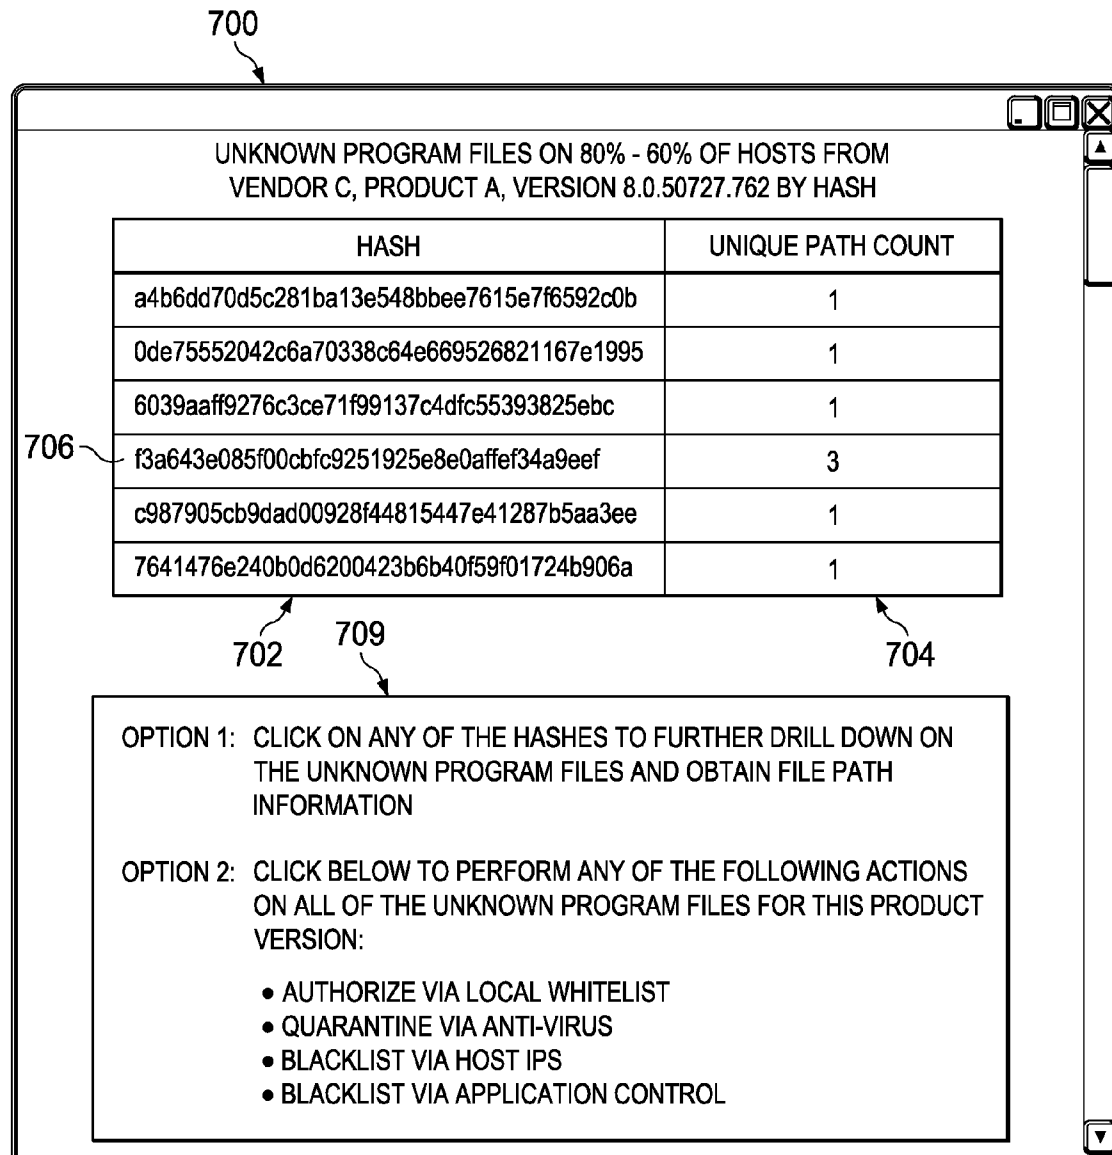 700
UNKNOWN PROGRAM FILES ON 80% - 60% OF HOSTS FROM
VENDOR C, PRODUCT A, VERSION 8.0.50727.762 BY HASH
HASH UNIQUE PATH COUNT
a4b6dd70d5c281ba13e548bbee7615e7f6592c0b 1
0de75552042c6a70338c64e669526821167e1995 1
6039aaff9276c3ce71f99137c4dfc55393825ebc 1
706 f3a643e085f00cbfc9251925e8e0affef34a9eef 3
c987905cb9dad00928f44815447e41287b5aa3ee 1
7641476e240b0d6200423b6b40f59f01724b906a 1
702 709 704
OPTION 1: CLICK ON ANY OF THE HASHES TO FURTHER DRILL DOWN ON
THE UNKNOWN PROGRAM FILES AND OBTAIN FILE PATH
INFORMATION
OPTION 2: CLICK BELOW TO PERFORM ANY OF THE FOLLOWING ACTIONS
ON ALL OF THE UNKNOWN PROGRAM FILES FOR THIS PRODUCT
VERSION:
• AUTHORIZE VIA LOCAL WHITELIST
• QUARANTINE VIA ANTI-VIRUS
• BLACKLIST VIA HOST IPS
• BLACKLIST VIA APPLICATION CONTROL